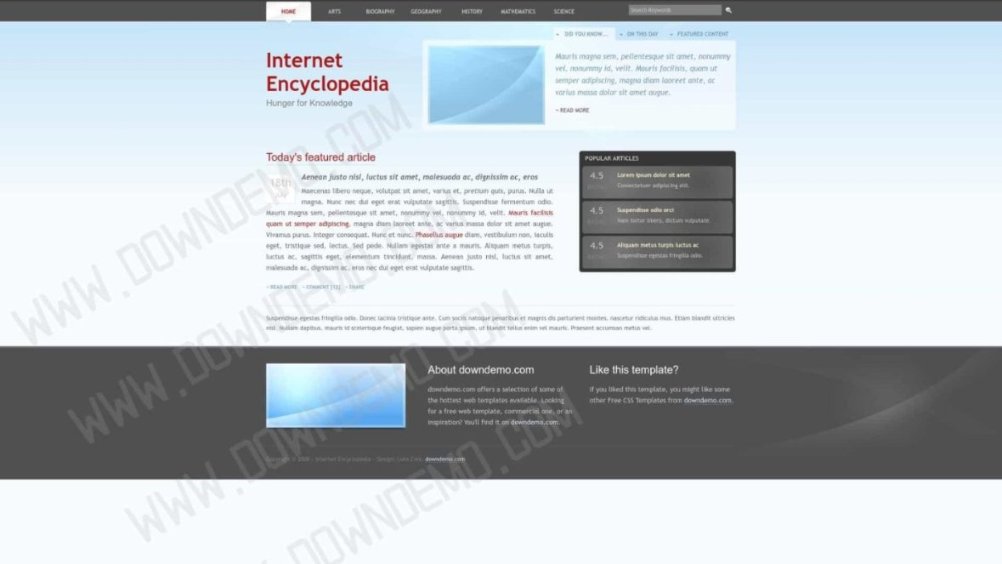 HOME ARTS BIOGRAPHY GEOGRAPHY HISTORY MATHEMATICS SCIENCE Search Keywords
DID YOU KNOW... ON THIS DAY FEATURED CONTENT
Internet
Encyclopedia
Hunger for Knowledge
Mauris magna sem, pellentesque sit amet, nonummy
vel, nonummy id, velit. Mauris facilisis, quam ut
semper adipiscing, magna diam laoreet ante, ac
varius massa dolor sit amet augue.
READ MORE
Today's featured article
18th
Aenean justo nisl, luctus sit amet, malesuada ac, dignissim ac, eros
Maecenas libero neque, volutpat sit amet, varius et, pretium quis, purus. Nulla ut
magna. Nunc nec dui eget erat vulputate sagittis. Suspendisse fermentum odio.
Mauris magna sem, pellentesque sit amet, nonummy vel, nonummy id, velit. Mauris facilisis
quam ut semper adipiscing, magna diam laoreet ante, ac varius massa dolor sit amet augue.
Vivamus purus. Integer consequat. Nunc et nunc. Phasellus augue diam, vestibulum non, iaculis
eget, tristique sed, lectus. Sed pede. Nullam egestas ante a mauris. Aliquam metus turpis,
luctus ac, sagittis eget, elementum tincidunt, massa. Aenean justo nisl, luctus sit amet,
malesuada ac, dignissim ac, eros nec dui eget erat vulputate sagittis.
READ MORE COMMENT [12] SHARE
POPULAR ARTICLES
4.5 Lorem ipsum dolor sit amet
Consectetuer adipiscing elit.
4.5 Suspendisse odio orci
Nam tortor libero, dictum vulputate.
4.5 Aliquam metus turpis luctus ac
Suspendisse egestas fringilla odio.
Suspendisse egestas fringilla odio. Donec lacinia tristique ante. Cum sociis natoque penatibus et magnis dis parturient montes, nascetur ridiculus mus. Etiam blandit ultricies
nisl. Nullam dapibus, mauris id scelerisque feugiat, sapien augue porta ipsum, ut blandit tellus enim vel mauris. Praesent accumsan metus vel.
About downdemo.com
downdemo.com offers a selection of some of
the hottest web templates available. Looking
for a free web template, commercial one, or an
inspiration? You'll find it on downdemo.com.
Like this template?
If you liked this template, you might like some
other Free CSS Templates from downdemo.com.
Copyright © Internet Encyclopedia - Design: Luka Cvrk, downdemo.com
WWW.DOWNDEMO.COM
WWW.DOWNDEMO.COM
WWW.DOWNDEMO.COM
WWW.DOWNDEMO.COM